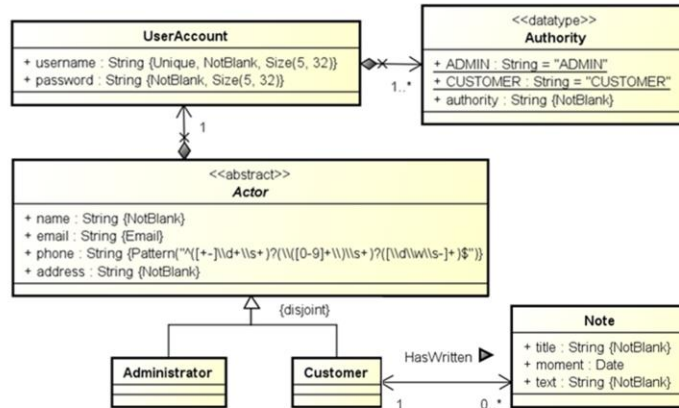 UserAccount
+ username : String {Unique, NotBlank, Size(5, 32)}
+ password : String {NotBlank, Size(5, 32)}
<<datatype>>
Authority
+ ADMIN : String = "ADMIN"
+ CUSTOMER : String = "CUSTOMER"
+ authority : String {NotBlank}
1..*
1
<<abstract>>
Actor
+ name : String {NotBlank}
+ email : String {Email}
+ phone : String {Pattern("^([+-]\\d+\\s+)?(\\([0-9]+\\)\\s+)?([\\d\\w\\s-]+)$")}
+ address : String {NotBlank}
{disjoint}
Administrator
Customer
HasWritten
1
0..*
Note
+ title : String {NotBlank}
+ moment : Date
+ text : String {NotBlank}